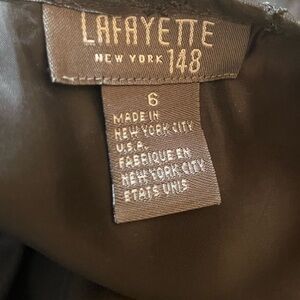 LAFAYETTE
NEW YORK 148
6
MADE IN
NEW YORK CITY
U.S.A.
FABRIQUE EN
NEW YORK CITY
ETATS UNIS